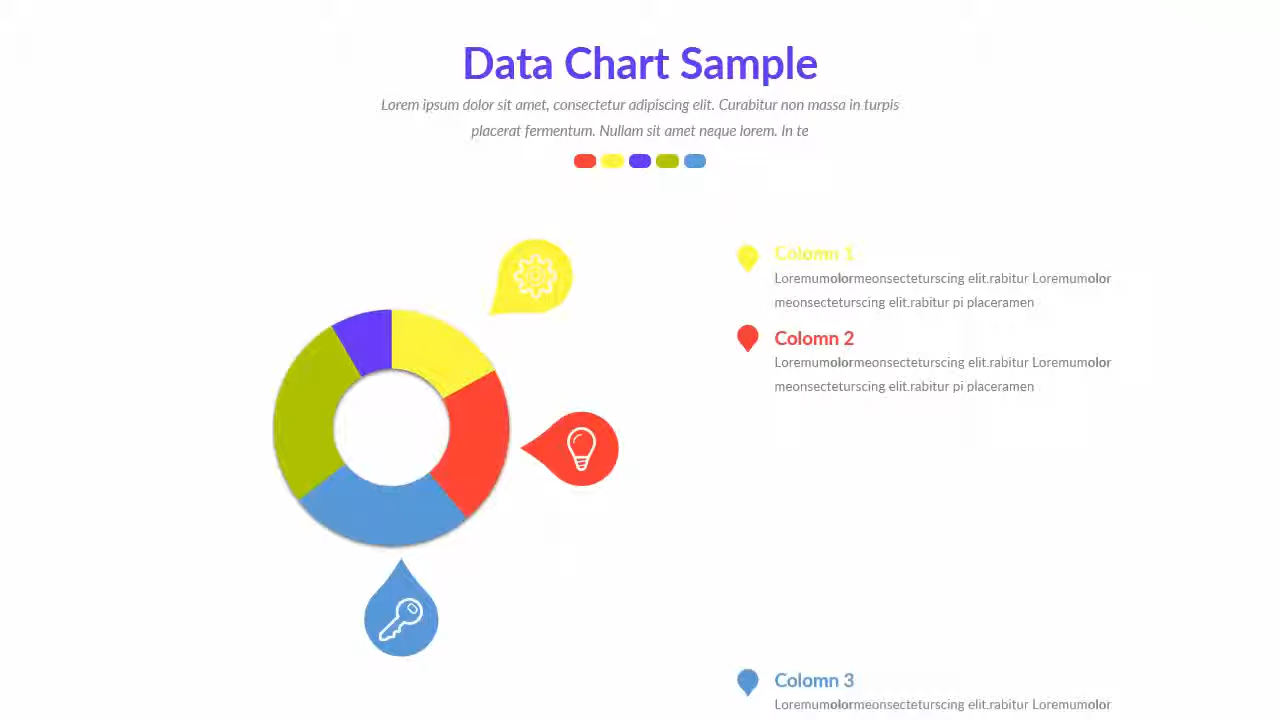 Data Chart Sample
Lorem ipsum dolor sit amet, consectetur adipiscing elit. Curabitur non massa in turpis
placerat fermentum. Nullam sit amet neque lorem. In te
Colomn 1
Loremumolormeonsecteturscing elit.rabitur Loremumolor
meonsecteturscing elit.rabitur pi placeramen
Colomn 2
Loremumolormeonsecteturscing elit.rabitur Loremumolor
meonsecteturscing elit.rabitur pi placeramen
Colomn 3
Loremumolormeonsecteturscing elit.rabitur Loremumolor